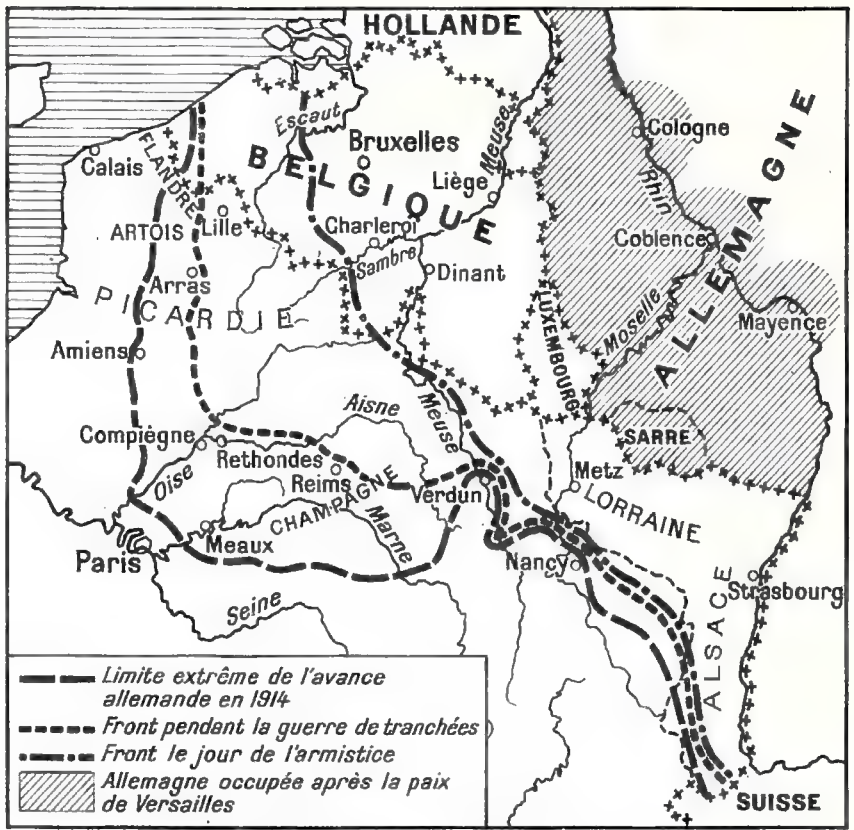 HOLLANDE
Escaut
Meuse
Cologne
Calais
FLANDRE
BELGIQUE
Bruxelles
Liège
Rhin
ALLEMAGNE
ARTOIS
Lille
Charleroi
Sambre
Dinant
Coblence
Arras
PICARDIE
LUXEMBOURG
Moselle
Mayence
Amiens
Aisne
Meuse
Compiègne
Rethondes
SARRE
Oise
Reims
Verdun
Metz
CHAMPAGNE
LORRAINE
Meaux
Marne
Paris
Nancy
Strasbourg
Seine
ALSACE
Limite extrême de l'avance
allemande en 1914
Front pendant la guerre de tranchées
Front le jour de l'armistice
Allemagne occupée après la paix
de Versailles
SUISSE